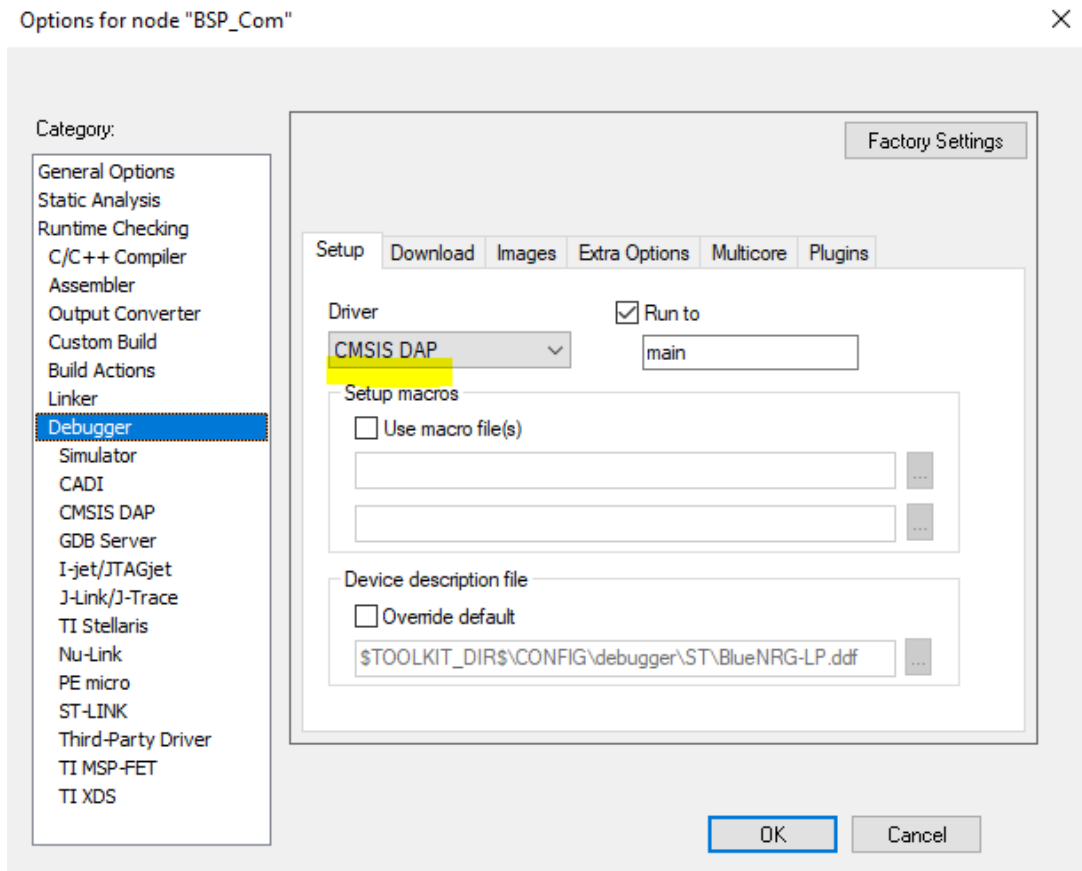 Options for node "BSP_Com"
Category:
Factory Settings
General Options
Static Analysis
Runtime Checking
C/C++ Compiler
Assembler
Output Converter
Custom Build
Build Actions
Linker
Debugger
Simulator
CADI
CMSIS DAP
GDB Server
I-jet/JTAGjet
J-Link/J-Trace
TI Stellaris
Nu-Link
PE micro
ST-LINK
Third-Party Driver
TI MSP-FET
TI XDS
Setup Download Images Extra Options Multicore Plugins
Driver
Run to
CMSIS DAP
main
Setup macros
Use macro file(s)
...
...
Device description file
Override default
$TOOLKIT_DIR$\CONFIG\debugger\ST\BlueNRG-LP.ddf
...
OK
Cancel